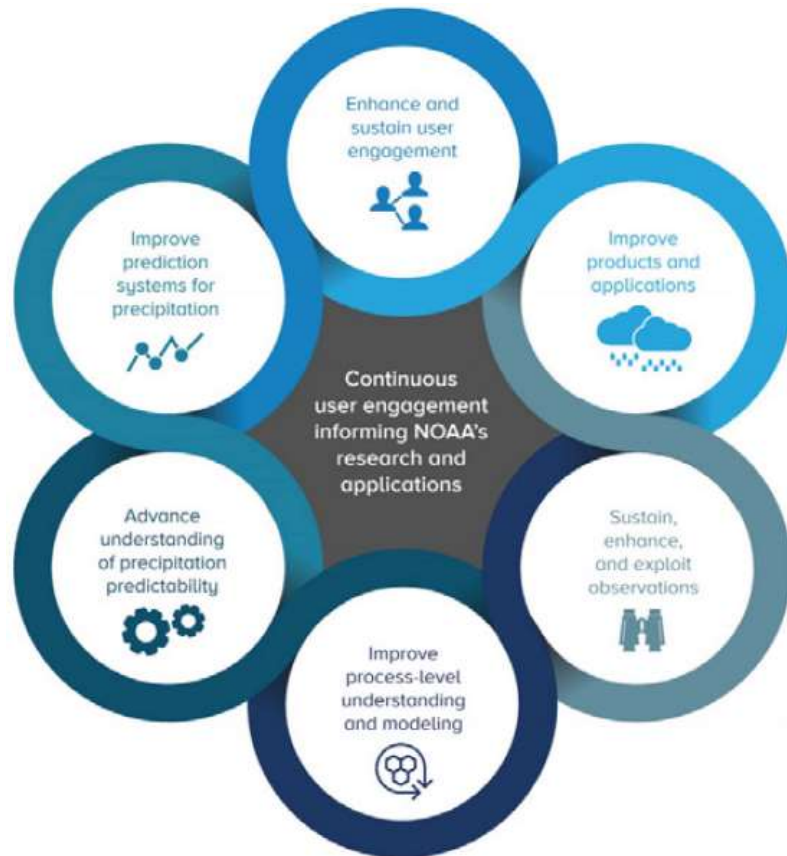 Enhance and
sustain user
engagement
Improve
products and
applications
Sustain,
enhance,
and exploit
observations
Improve
process-level
understanding
and modeling
Advance
understanding
of precipitation
predictability
Improve
prediction
systems for
precipitation
Continuous
user engagement
informing NOAA's
research and
applications